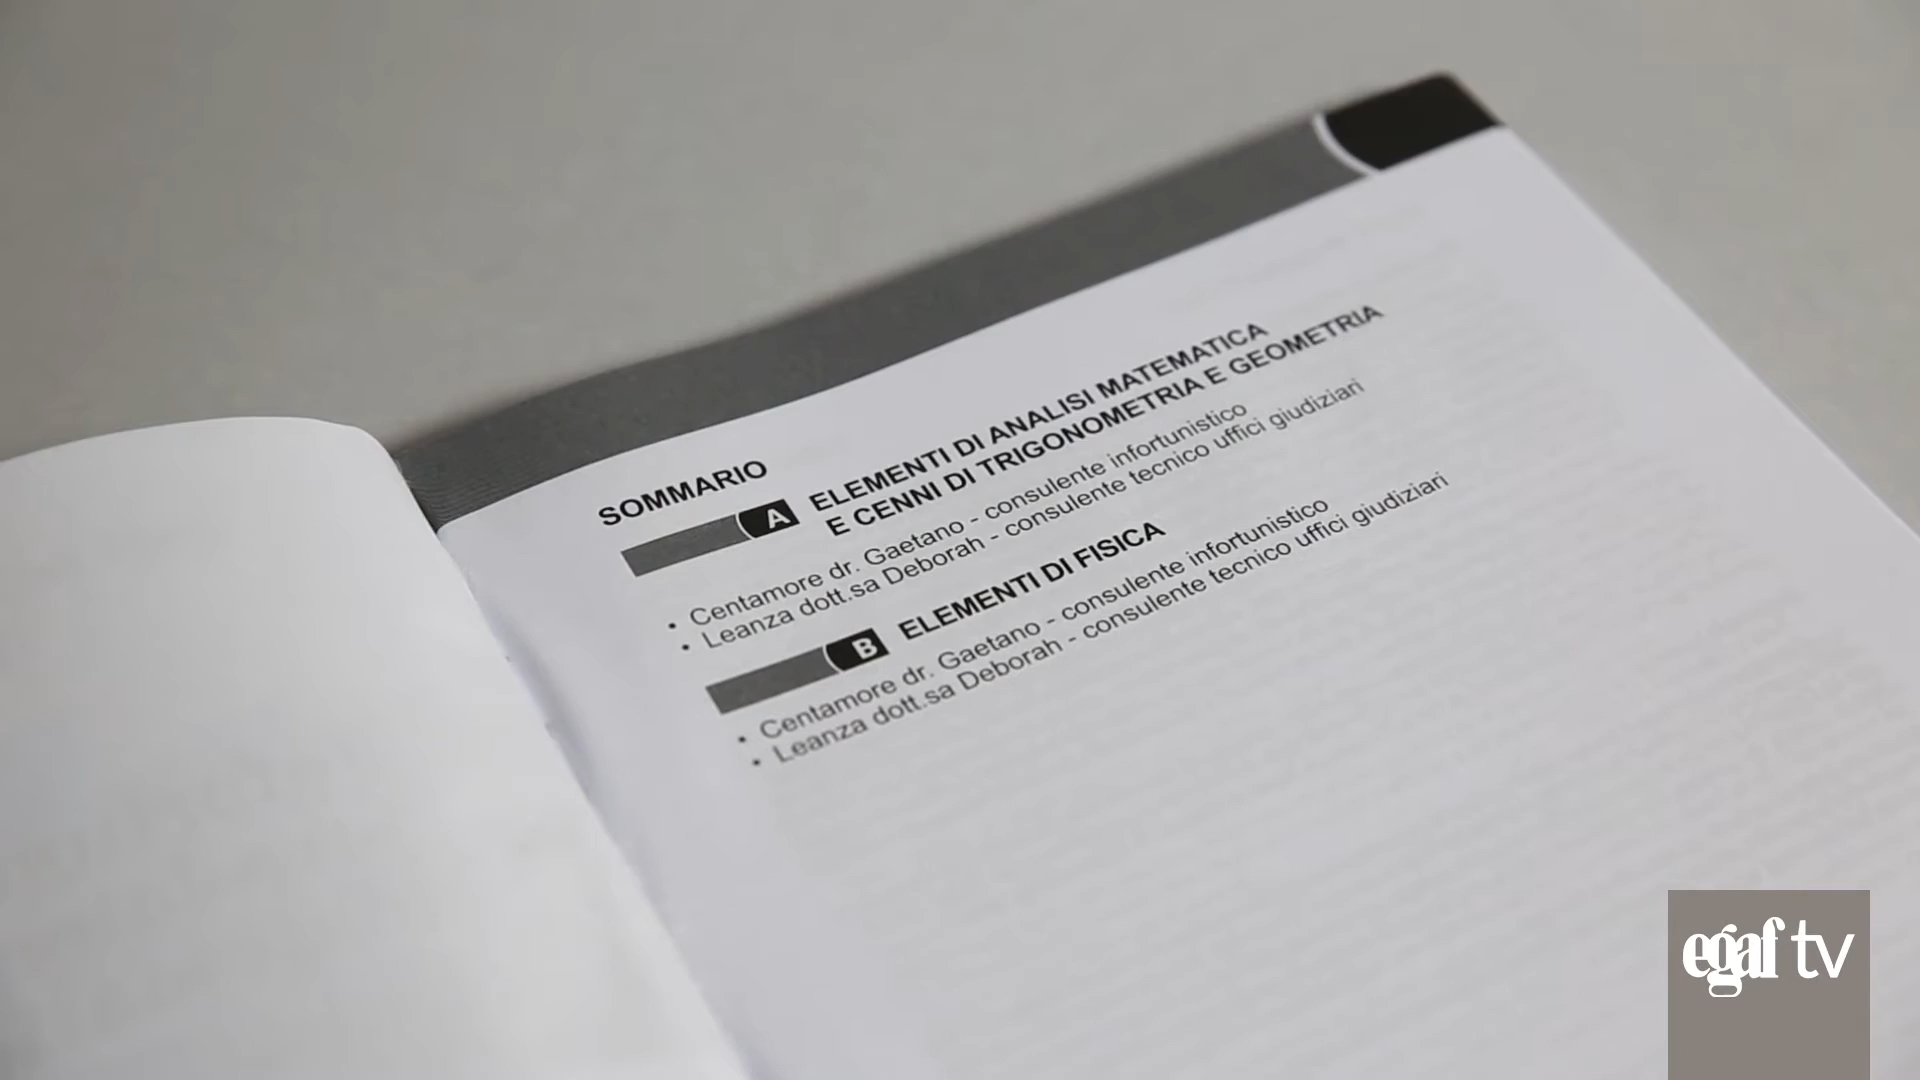 SOMMARIO
A ELEMENTI DI ANALISI MATEMATICA
E CENNI DI TRIGONOMETRIA E GEOMETRIA
• Centamore dr. Gaetano - consulente infortunistico
• Leanza dott.sa Deborah - consulente tecnico uffici giudiziari
B ELEMENTI DI FISICA
• Centamore dr. Gaetano - consulente infortunistico
• Leanza dott.sa Deborah - consulente tecnico uffici giudiziari
egaf tv